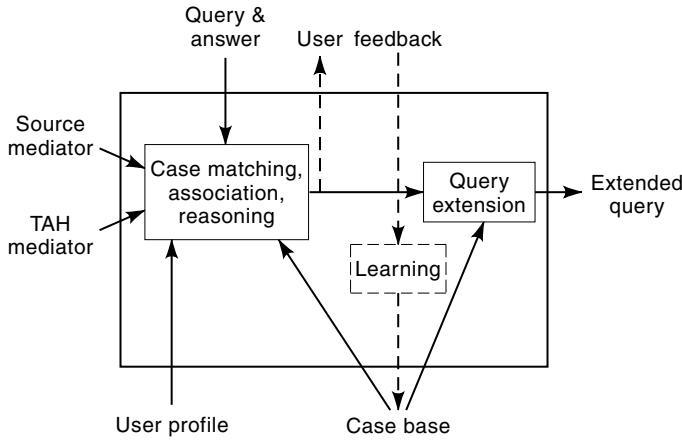 Query &
answer
User feedback
Source
mediator
Case matching,
association,
reasoning
Query
extension
Extended
query
TAH
mediator
Learning
User profile
Case base